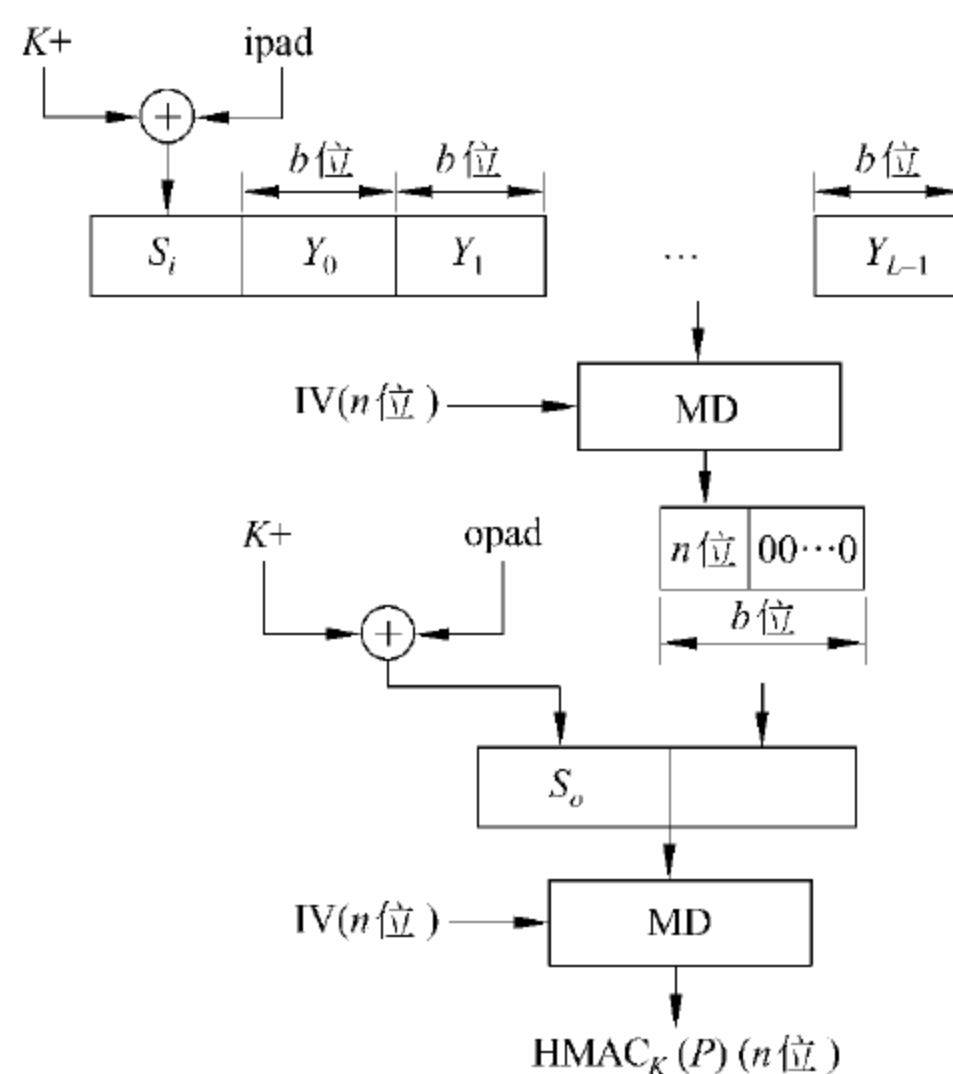 K+ ipad
b位 b位 b位
S_i Y_0 Y_1 … Y_{L-1}
IV(n位) MD
K+ opad
n位 00…0
b位
S_o
IV(n位) MD
HMAC_K(P)(n位)